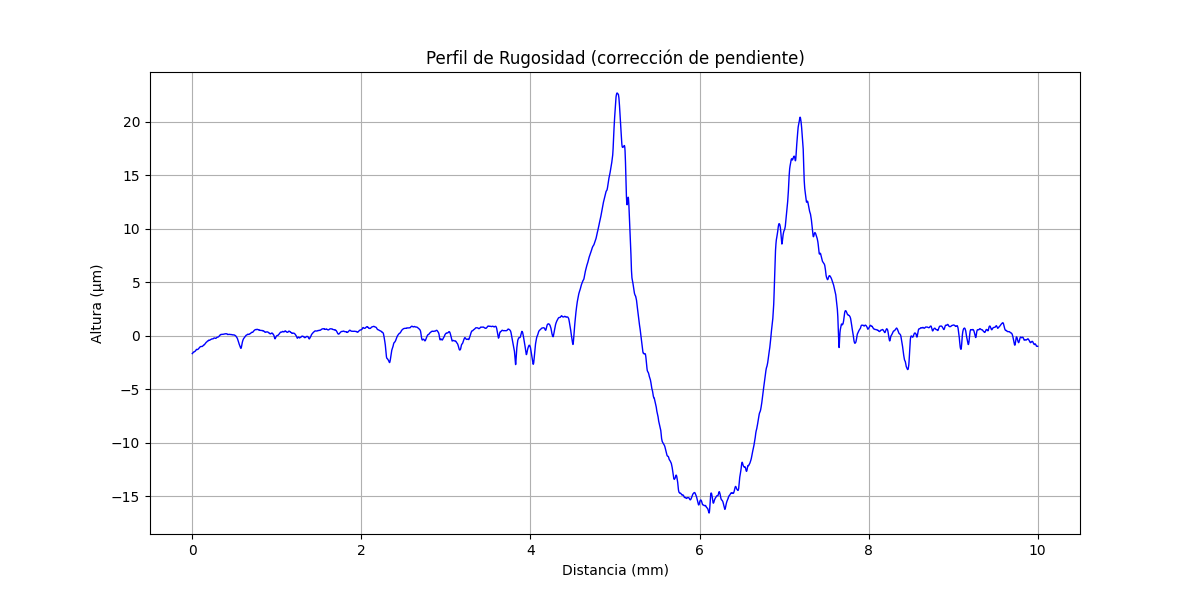 Perfil de Rugosidad (corrección de pendiente)
Altura (μm)
20
15
10
5
0
−5
−10
−15
0 2 4 6 8 10
Distancia (mm)